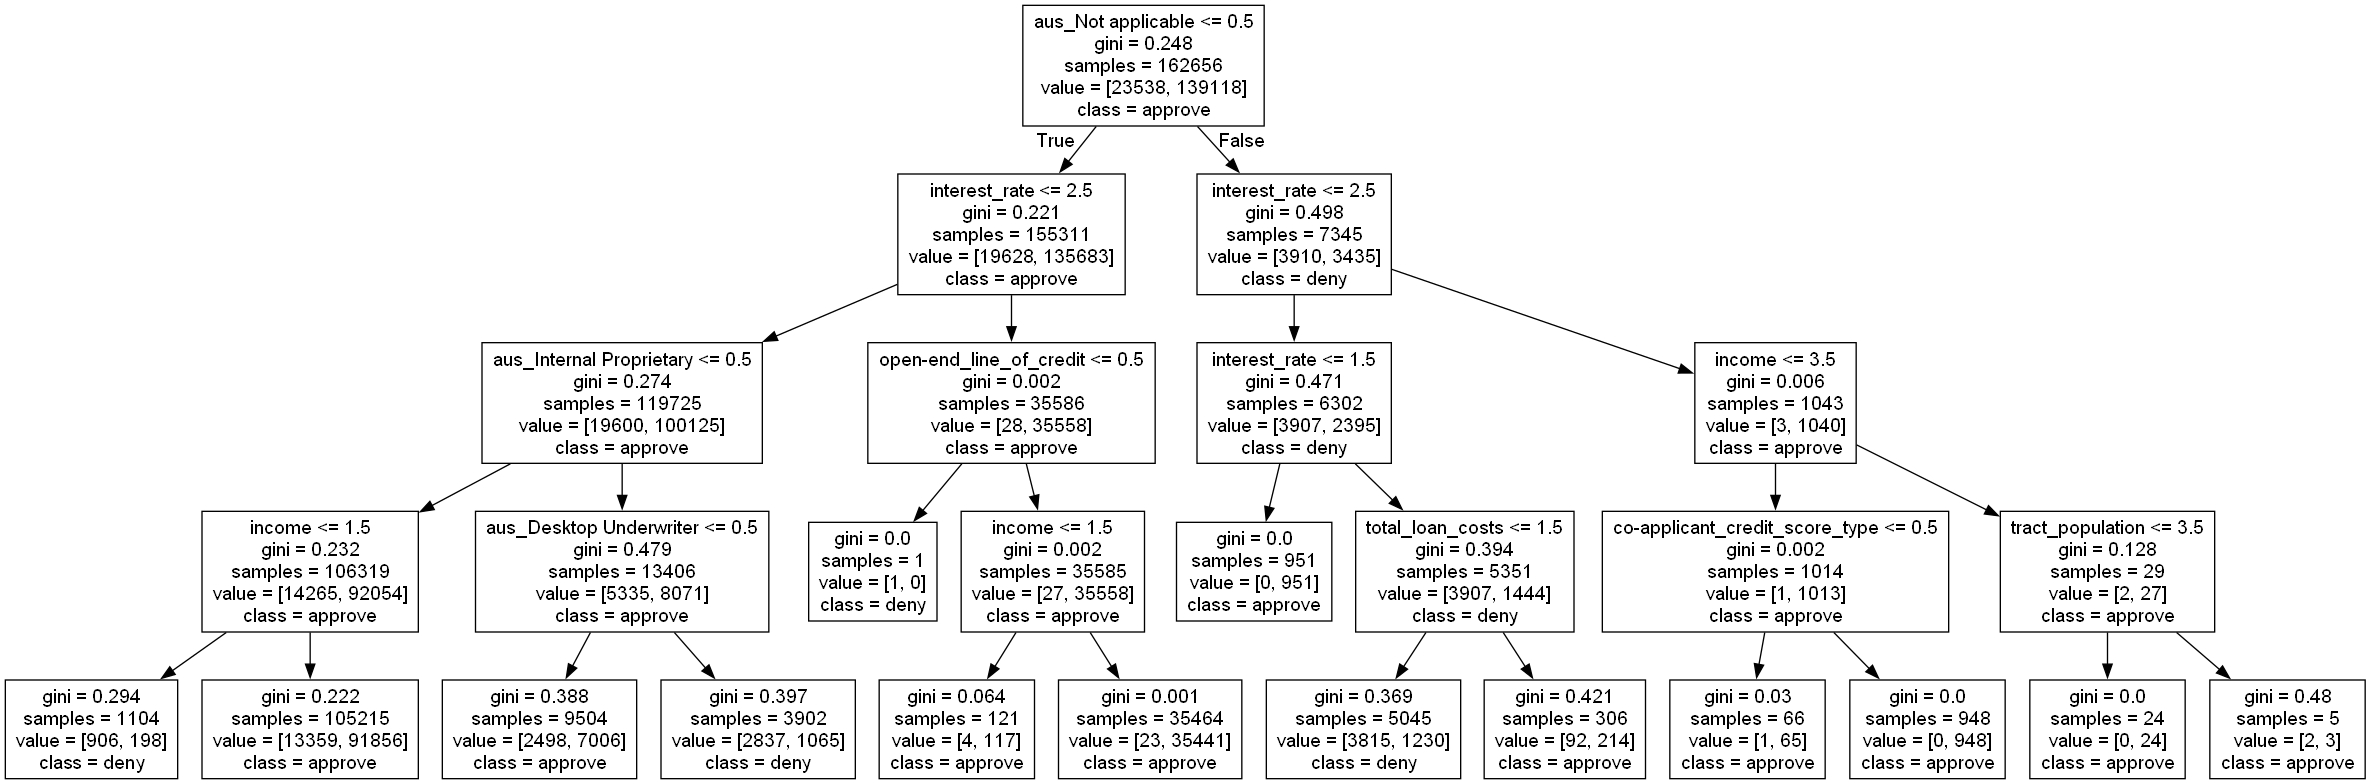 aus_Not applicable <= 0.5
gini = 0.248
samples = 162656
value = [23538, 139118]
class = approve
True
False
interest_rate <= 2.5
gini = 0.221
samples = 155311
value = [19628, 135683]
class = approve
interest_rate <= 2.5
gini = 0.498
samples = 7345
value = [3910, 3435]
class = deny
aus_Internal Proprietary <= 0.5
gini = 0.274
samples = 119725
value = [19600, 100125]
class = approve
open-end_line_of_credit <= 0.5
gini = 0.002
samples = 35586
value = [28, 35558]
class = approve
interest_rate <= 1.5
gini = 0.471
samples = 6302
value = [3907, 2395]
class = deny
income <= 3.5
gini = 0.006
samples = 1043
value = [3, 1040]
class = approve
income <= 1.5
gini = 0.232
samples = 106319
value = [14265, 92054]
class = approve
aus_Desktop Underwriter <= 0.5
gini = 0.479
samples = 13406
value = [5335, 8071]
class = approve
gini = 0.0
samples = 1
value = [1, 0]
class = deny
income <= 1.5
gini = 0.002
samples = 35585
value = [27, 35558]
class = approve
gini = 0.0
samples = 951
value = [0, 951]
class = approve
total_loan_costs <= 1.5
gini = 0.394
samples = 5351
value = [3907, 1444]
class = deny
co-applicant_credit_score_type <= 0.5
gini = 0.002
samples = 1014
value = [1, 1013]
class = approve
tract_population <= 3.5
gini = 0.128
samples = 29
value = [2, 27]
class = approve
gini = 0.294
samples = 1104
value = [906, 198]
class = deny
gini = 0.222
samples = 105215
value = [13359, 91856]
class = approve
gini = 0.388
samples = 9504
value = [2498, 7006]
class = approve
gini = 0.397
samples = 3902
value = [2837, 1065]
class = deny
gini = 0.064
samples = 121
value = [4, 117]
class = approve
gini = 0.001
samples = 35464
value = [23, 35441]
class = approve
gini = 0.369
samples = 5045
value = [3815, 1230]
class = deny
gini = 0.421
samples = 306
value = [92, 214]
class = approve
gini = 0.03
samples = 66
value = [1, 65]
class = approve
gini = 0.0
samples = 948
value = [0, 948]
class = approve
gini = 0.0
samples = 24
value = [0, 24]
class = approve
gini = 0.48
samples = 5
value = [2, 3]
class = approve